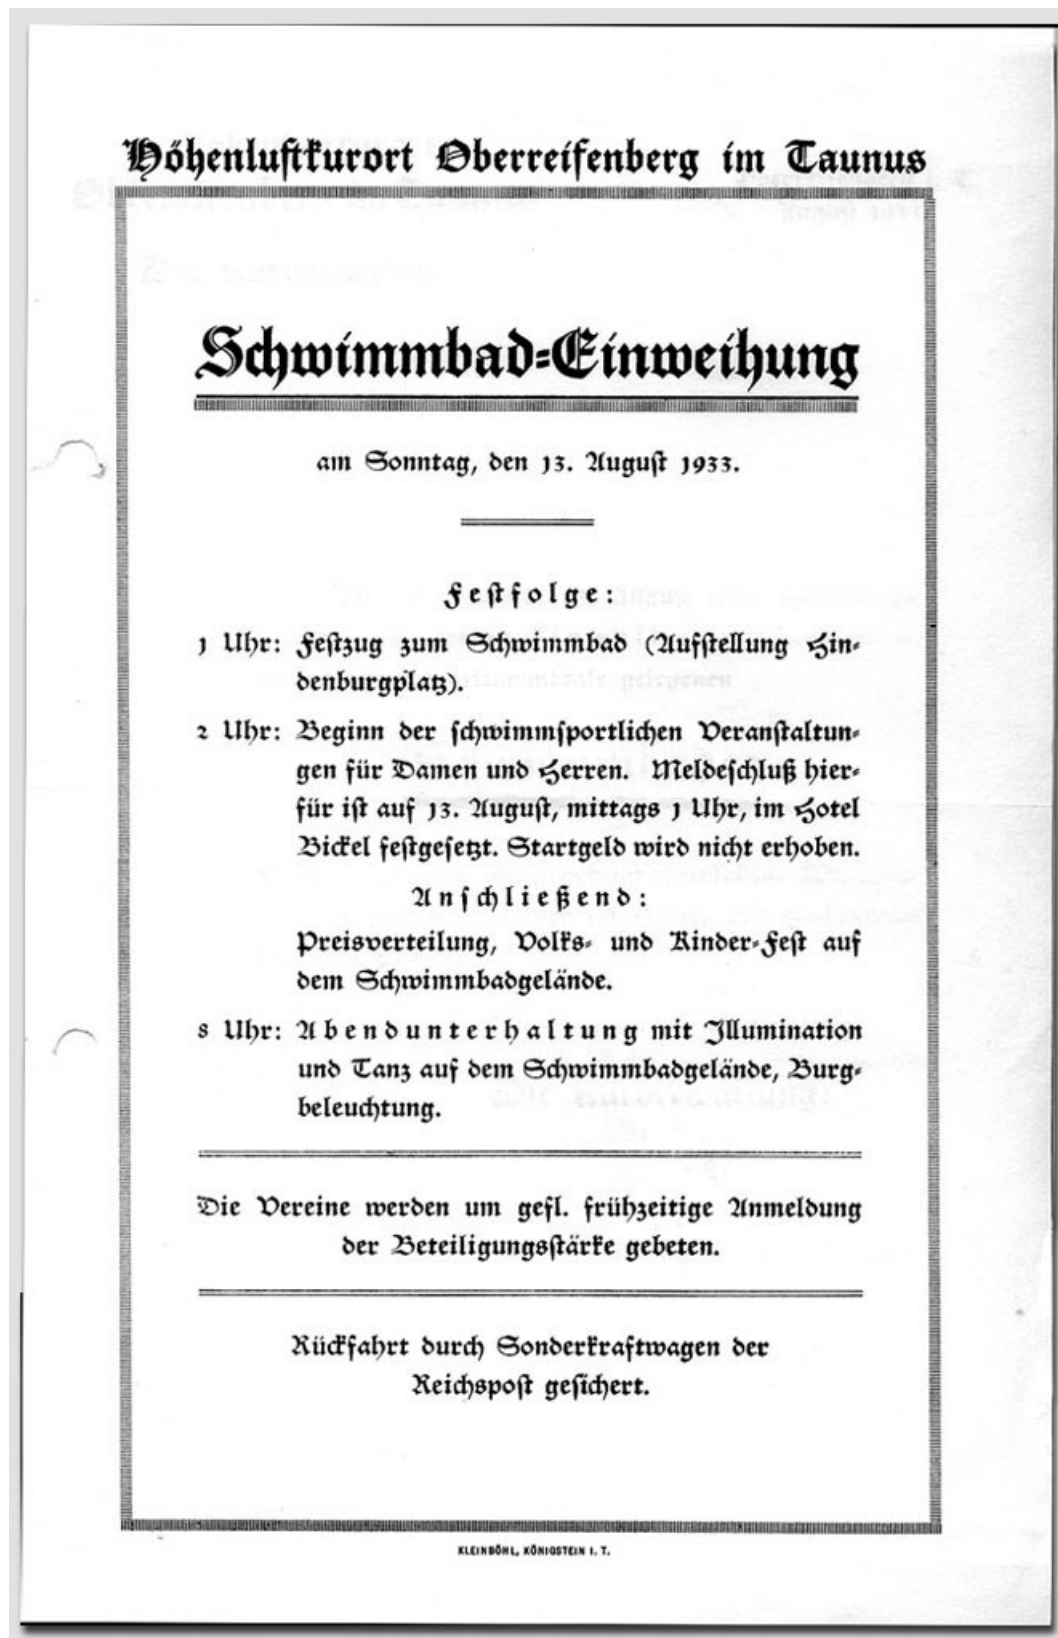 Höhenluftkurort Oberreifenberg im Taunus
Schwimmbad-Einweihung
am Sonntag, den 13. August 1933.
Festfolge:
1 Uhr: Festzug zum Schwimmbad (Aufstellung Hin-
denburgplatz).
2 Uhr: Beginn der schwimmsportlichen Veranstaltun-
gen für Damen und Herren. Meldeschluß hier-
für ist auf 13. August, mittags 1 Uhr, im Hotel
Bickel festgesetzt. Startgeld wird nicht erhoben.
Anschließend:
Preisverteilung, Volks- und Kinder-Fest auf
dem Schwimmbadgelände.
8 Uhr: Abendunterhaltung mit Illumination
und Tanz auf dem Schwimmbadgelände, Burg-
beleuchtung.
Die Vereine werden um gefl. frühzeitige Anmeldung
der Beteiligungsstärke gebeten.
Rückfahrt durch Sonderkraftwagen der
Reichspost gesichert.
KLEINBÖHL, KÖNIGSTEIN I. T.